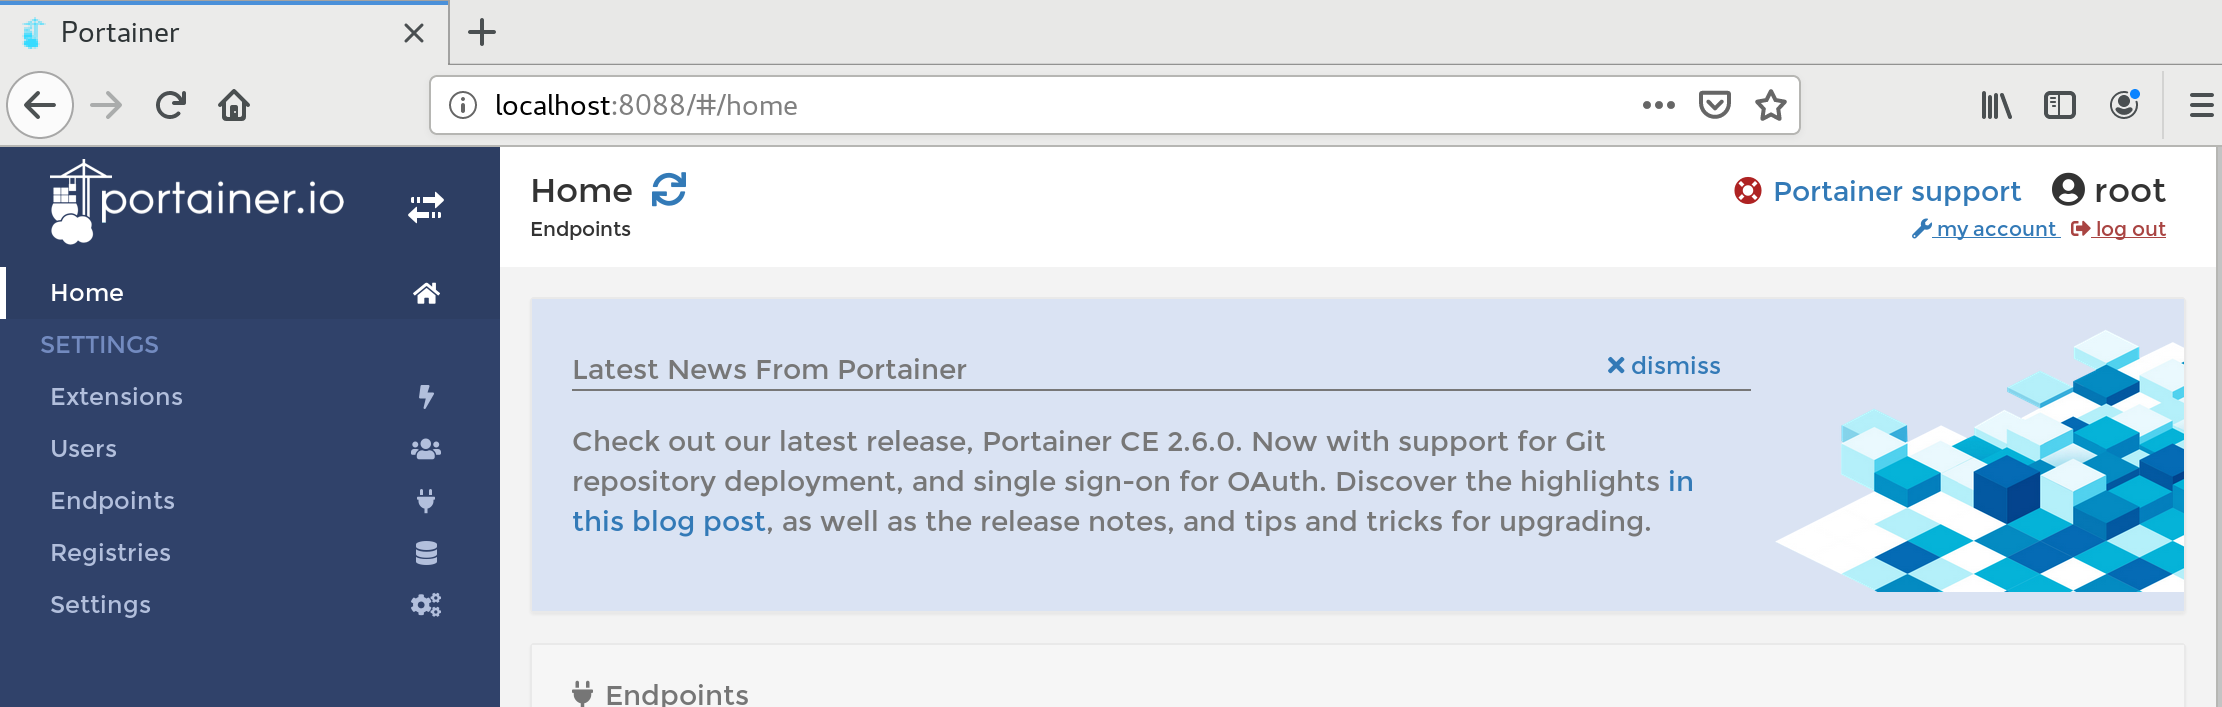 Portainer
localhost:8088/#/home
portainer.io
Home
SETTINGS
Extensions
Users
Endpoints
Registries
Settings
Home
Endpoints
Portainer support
root
my account
log out
Latest News From Portainer
dismiss
Check out our latest release, Portainer CE 2.6.0. Now with support for Git
repository deployment, and single sign-on for OAuth. Discover the highlights in
this blog post, as well as the release notes, and tips and tricks for upgrading.
Endpoints